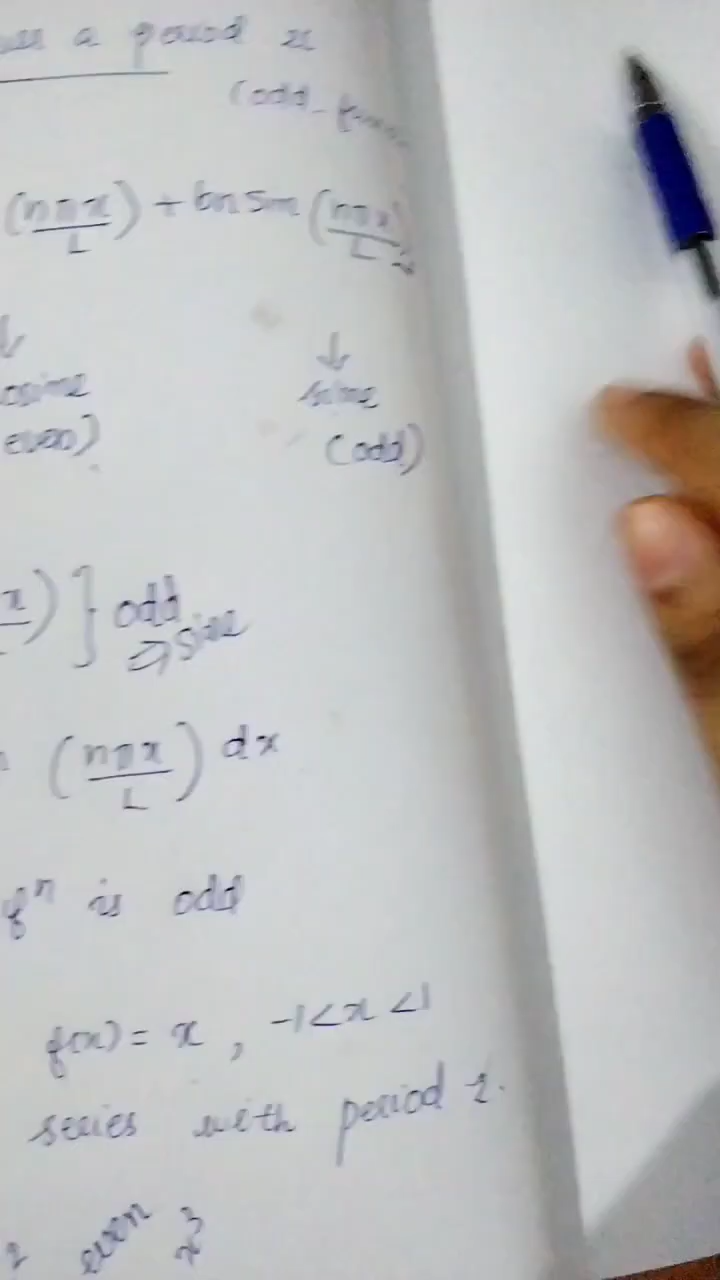 a period 2
(odd
(nπx/L) + bn sin (nπx/L)
↓ ↓
sine
even) (odd)
x) } odd
⇒ sine
(nπx/L) dx
fⁿ is odd
f(x) = x , -1<x<1
series with period 2.
even